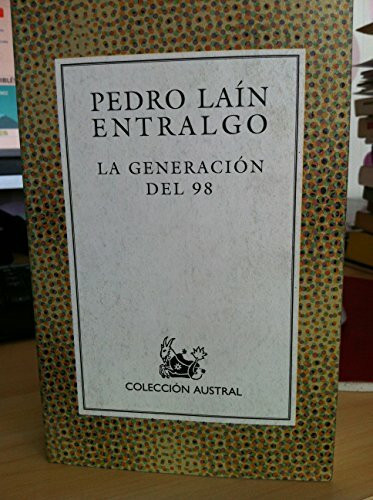 PEDRO LAÍN
ENTRALGO
LA GENERACIÓN
DEL 98
COLECCIÓN AUSTRAL